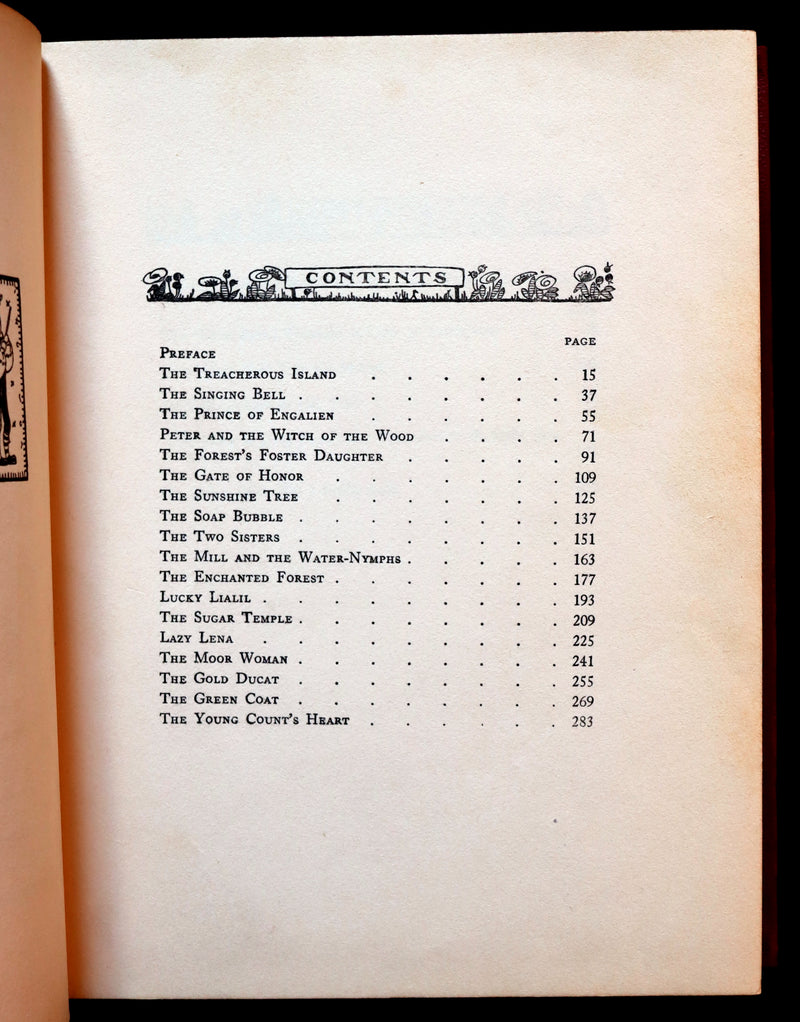 CONTENTS
PAGE
PREFACE
THE TREACHEROUS ISLAND . . . . . . 15
THE SINGING BELL . . . . . . . . 37
THE PRINCE OF ENGALIEN . . . . . . 55
PETER AND THE WITCH OF THE WOOD . . . . 71
THE FOREST'S FOSTER DAUGHTER . . . . . 91
THE GATE OF HONOR . . . . . . . 109
THE SUNSHINE TREE . . . . . . . 125
THE SOAP BUBBLE . . . . . . . . 137
THE TWO SISTERS . . . . . . . . 151
THE MILL AND THE WATER-NYMPHS . . . . . 163
THE ENCHANTED FOREST . . . . . . . 177
LUCKY LIALIL . . . . . . . . . 193
THE SUGAR TEMPLE . . . . . . . . 209
LAZY LENA . . . . . . . . . 225
THE MOOR WOMAN . . . . . . . . 241
THE GOLD DUCAT . . . . . . . . 255
THE GREEN COAT . . . . . . . . 269
THE YOUNG COUNT'S HEART . . . . . . 283